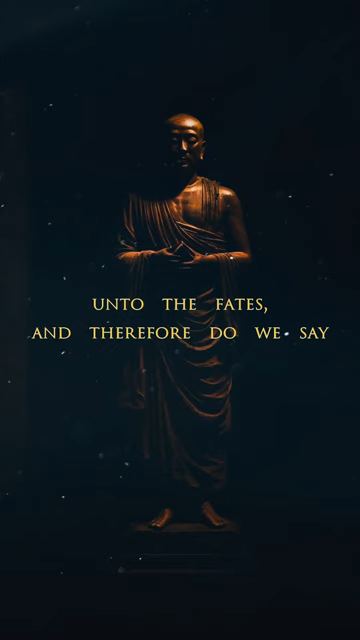 UNTO THE FATES,
AND THEREFORE DO WE SAY